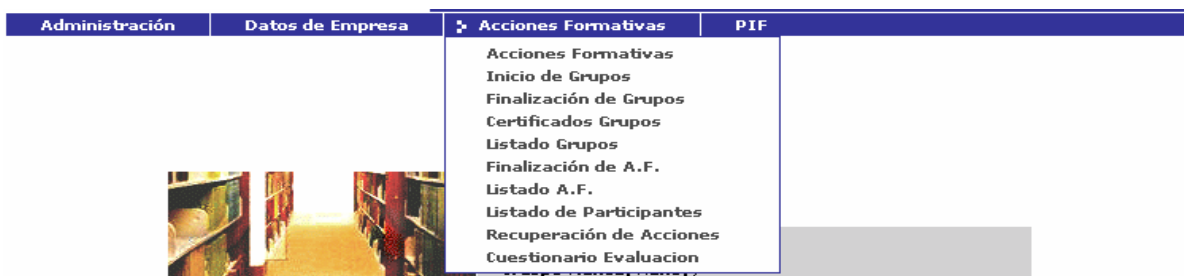 Administración Datos de Empresa Acciones Formativas PIF
Acciones Formativas
Inicio de Grupos
Finalización de Grupos
Certificados Grupos
Listado Grupos
Finalización de A.F.
Listado A.F.
Listado de Participantes
Recuperación de Acciones
Cuestionario Evaluacion